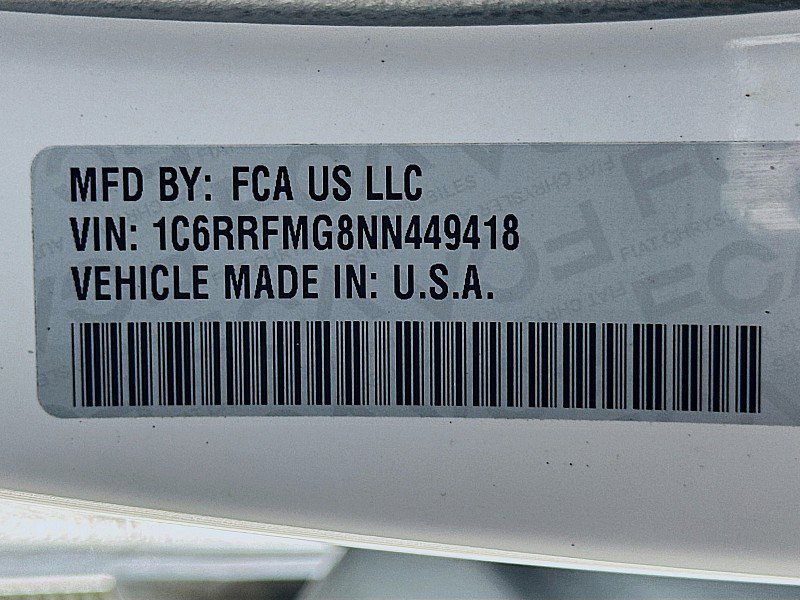 MFD BY: FCA US LLC
VIN: 1C6RRFMG8NN449418
VEHICLE MADE IN: U.S.A.